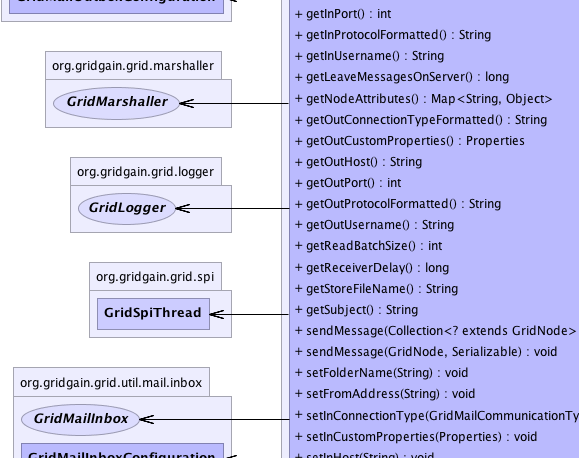 org.gridgain.grid.marshaller
GridMarshaller
org.gridgain.grid.logger
GridLogger
org.gridgain.grid.spi
GridSpiThread
org.gridgain.grid.util.mail.inbox
GridMailInbox
GridMailInboxConfiguration
+ getInPort() : int
+ getInProtocolFormatted() : String
+ getInUsername() : String
+ getLeaveMessagesOnServer() : long
+ getNodeAttributes() : Map<String, Object>
+ getOutConnectionTypeFormatted() : String
+ getOutCustomProperties() : Properties
+ getOutHost() : String
+ getOutPort() : int
+ getOutProtocolFormatted() : String
+ getOutUsername() : String
+ getReadBatchSize() : int
+ getReceiverDelay() : long
+ getStoreFileName() : String
+ getSubject() : String
+ sendMessage(Collection<? extends GridNode>
+ sendMessage(GridNode, Serializable) : void
+ setFolderName(String) : void
+ setFromAddress(String) : void
+ setInConnectionType(GridMailCommunicationTy
+ setInCustomProperties(Properties) : void
+ setInHost(String) : void